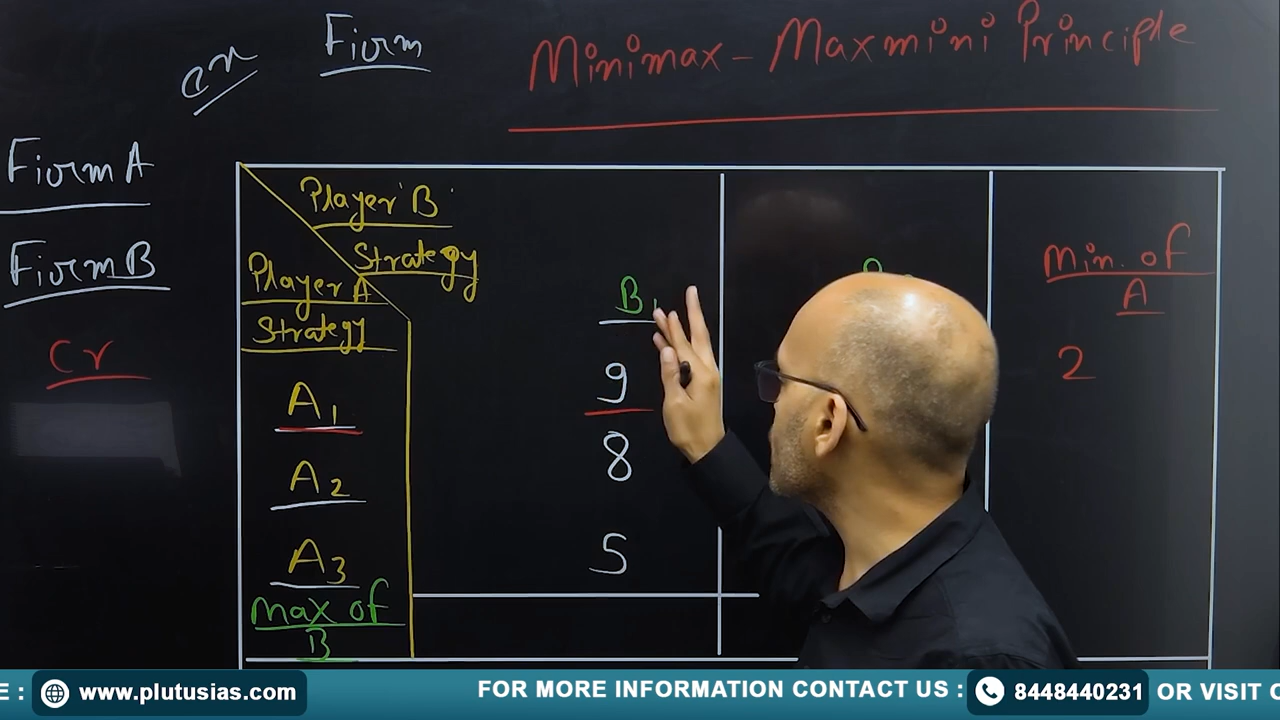 ex
Firm
Minimax - Maxmini Principle
Firm A
Firm B
Cr
Player B
Strategy
Player A
Strategy
B1
Min. of
A
A1
9
2
A2
8
A3
5
max of
B
E :
www.plutusias.com
FOR MORE INFORMATION CONTACT US :
8448440231
OR VISIT